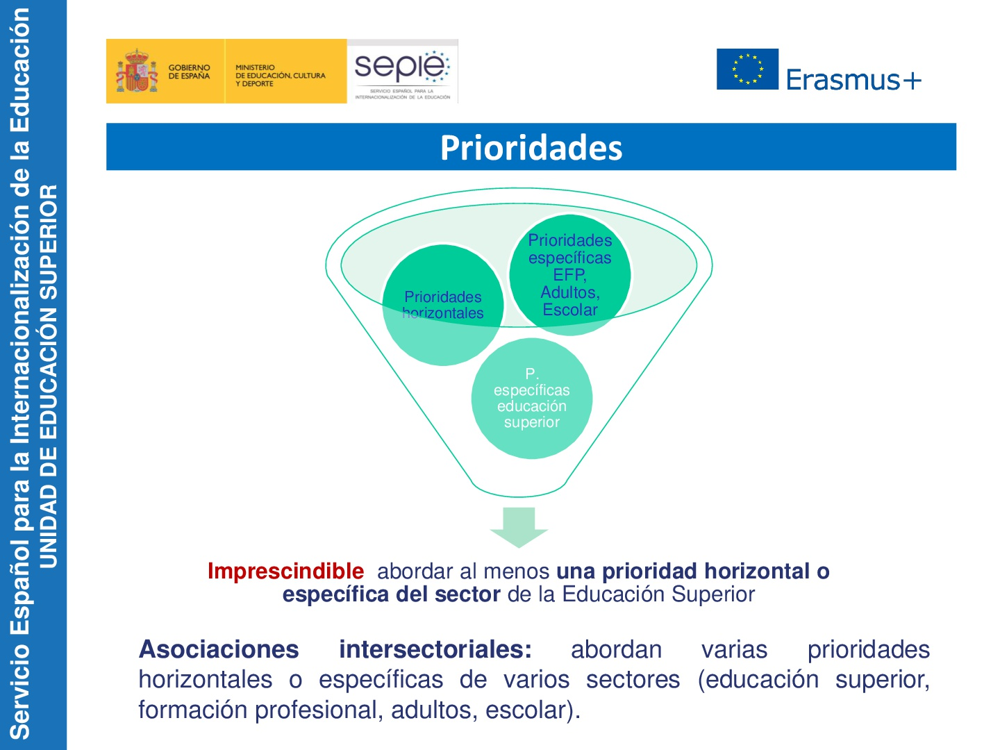 Servicio Español para la Internacionalización de la Educación
UNIDAD DE EDUCACIÓN SUPERIOR
GOBIERNO
DE ESPAÑA
MINISTERIO
DE EDUCACIÓN, CULTURA
Y DEPORTE
sepie
SERVICIO ESPAÑOL PARA LA
INTERNACIONALIZACIÓN DE LA EDUCACIÓN
Erasmus+
Prioridades
Prioridades
específicas
EFP,
Adultos,
Escolar
Prioridades
horizontales
P.
específicas
educación
superior
Imprescindible abordar al menos una prioridad horizontal o
específica del sector de la Educación Superior
Asociaciones intersectoriales: abordan varias prioridades
horizontales o específicas de varios sectores (educación superior,
formación profesional, adultos, escolar).